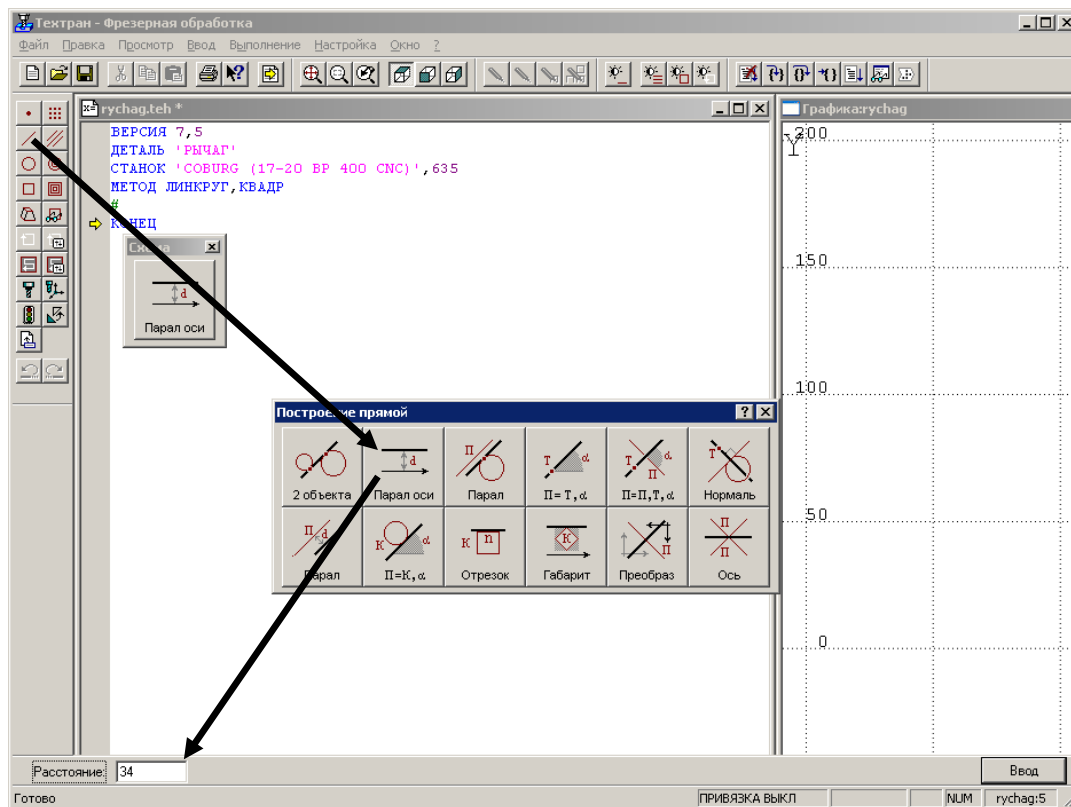 Техтран - Фрезерная обработка
Файл Правка Просмотр Ввод Выполнение Настройка Окно ?
rychag.teh *
ВЕРСИЯ 7,5
ДЕТАЛЬ 'РЫЧАГ'
СТАНОК 'COBURG (17-20 BP 400 CNC)',635
МЕТОД ЛИНКРУГ,КВАДР
#
КОНЕЦ
Схема
d
Парал оси
Графика:rychag
200
Y
150
100
50
0
Построение прямой
2 объекта
d
Парал оси
П
Парал
Т α
П=Т,α
Т α П
П=П,Т,α
Т
Нормаль
П d
Парал
К α
П=К,α
К П
Отрезок
К
Габарит
П
Преобраз
П
П
Ось
Расстояние: 34
Ввод
Готово
ПРИВЯЗКА ВЫКЛ
NUM
rychag:5